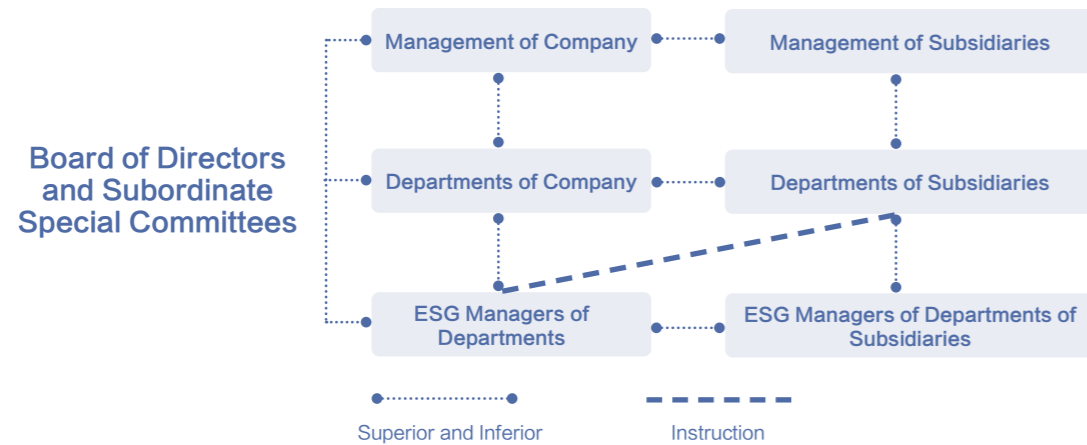 Management of Company
Management of Subsidiaries
Board of Directors
and Subordinate
Special Committees
Departments of Company
Departments of Subsidiaries
ESG Managers of
Departments
ESG Managers of Departments of
Subsidiaries
Superior and Inferior
Instruction